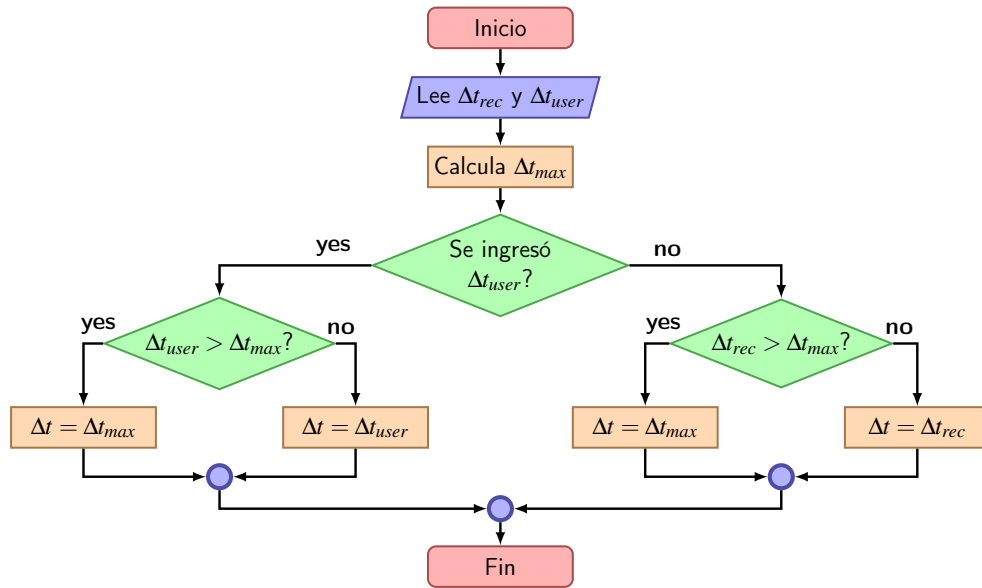 Inicio
Lee Δt_rec y Δt_user
Calcula Δt_max
Se ingresó
Δt_user?
yes
no
Δt_user > Δt_max?
yes
no
Δt_rec > Δt_max?
yes
no
Δt = Δt_max
Δt = Δt_user
Δt = Δt_max
Δt = Δt_rec
Fin